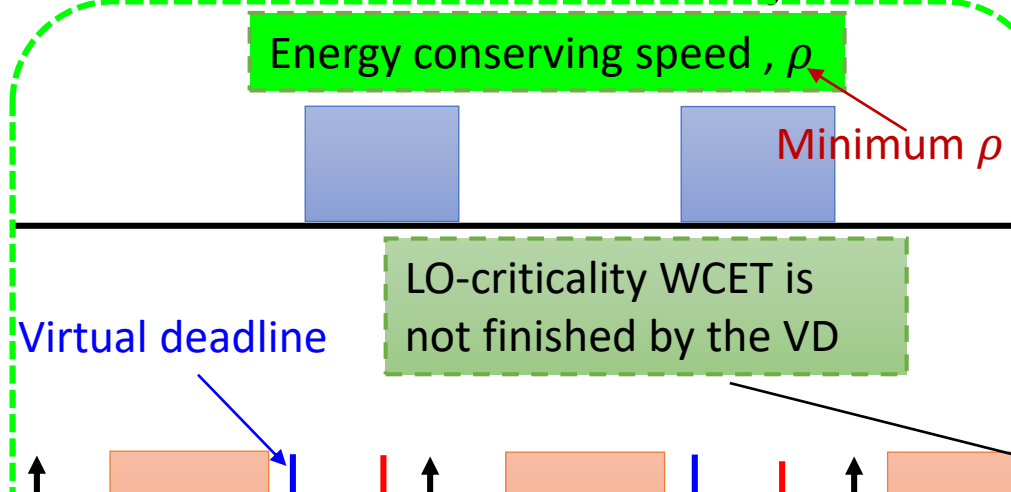 Energy conserving speed , ρ
Minimum ρ
LO-criticality WCET is
not finished by the VD
Virtual deadline